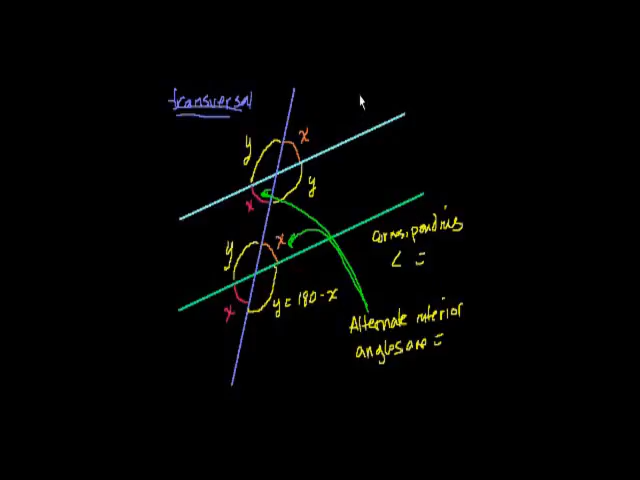 transversal
y
x
y
x
y
x
x
y = 180 - x
corresponding
∠ =
Alternate interior
angles are =